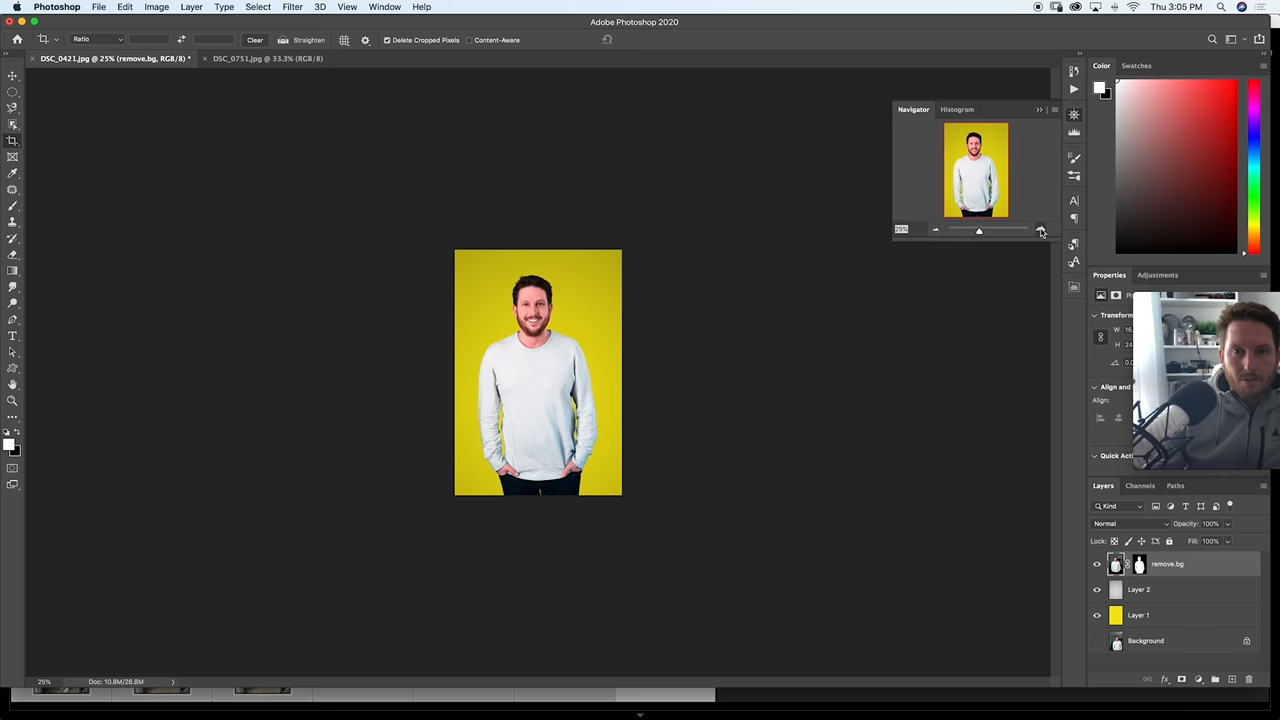 Photoshop File Edit Image Layer Type Select Filter 3D View Window Help Thu 3:05 PM
Adobe Photoshop 2020
Ratio Clear Straighten Delete Cropped Pixels Content-Aware
DSC_0421.jpg @ 25% (remove.bg, RGB/8) * DSC_0751.jpg @ 33.3% (RGB/8)
Color Swatches
Navigator Histogram
25%
Properties Adjustments
Transform
W
H
Align and
Align:
Quick Ac
Layers Channels Paths
Kind
Normal Opacity: 100%
Lock: Fill: 100%
remove.bg
Layer 2
Layer 1
Background
25% Doc: 10.8M/28.8M